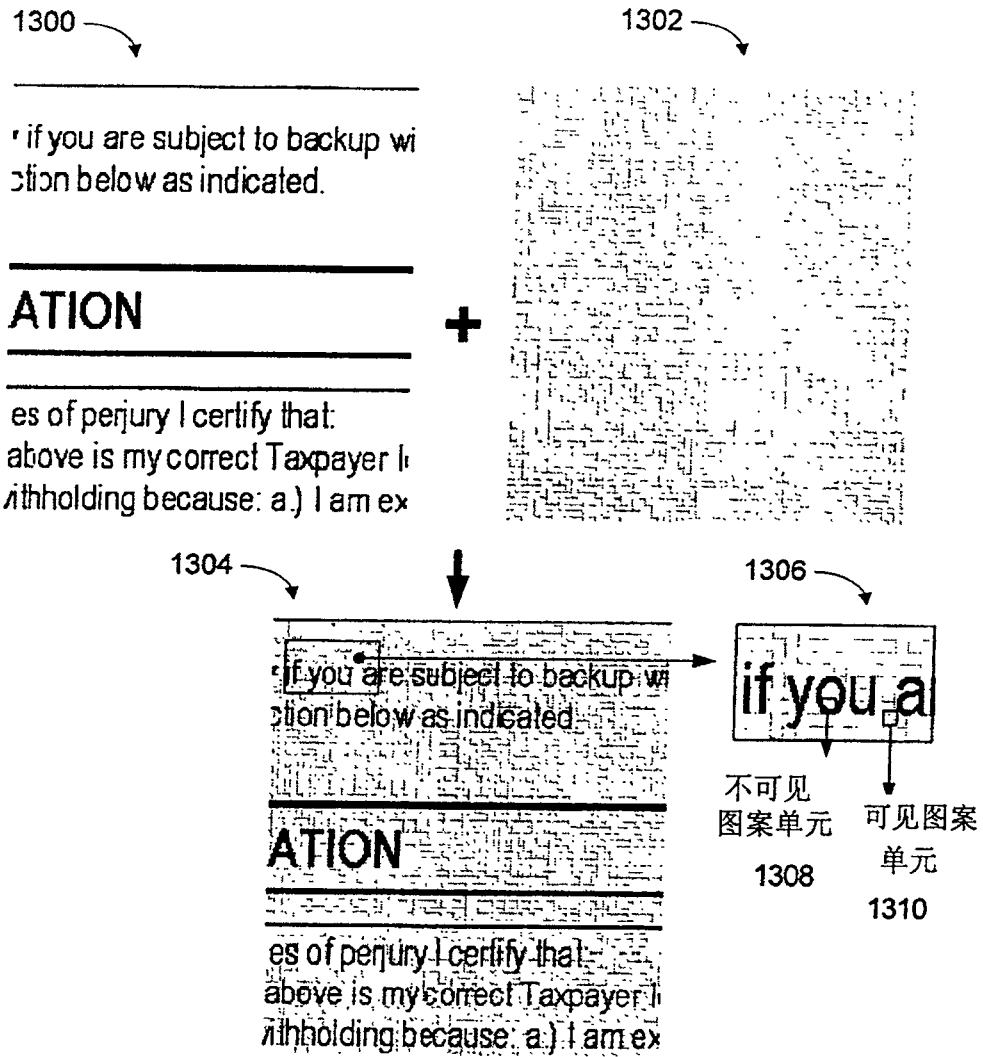 1300
1302
if you are subject to backup wi
ction below as indicated.
ATION
+
es of perjury I certify that:
above is my correct Taxpayer I
withholding because: a.) I am ex
1304
1306
if you are subject to backup wi
ction below as indicated
ATION
es of perjury I certify that:
above is my correct Taxpayer I
withholding because: a.) I am ex
if you a
不可见
图案单元
1308
可见图案
单元
1310